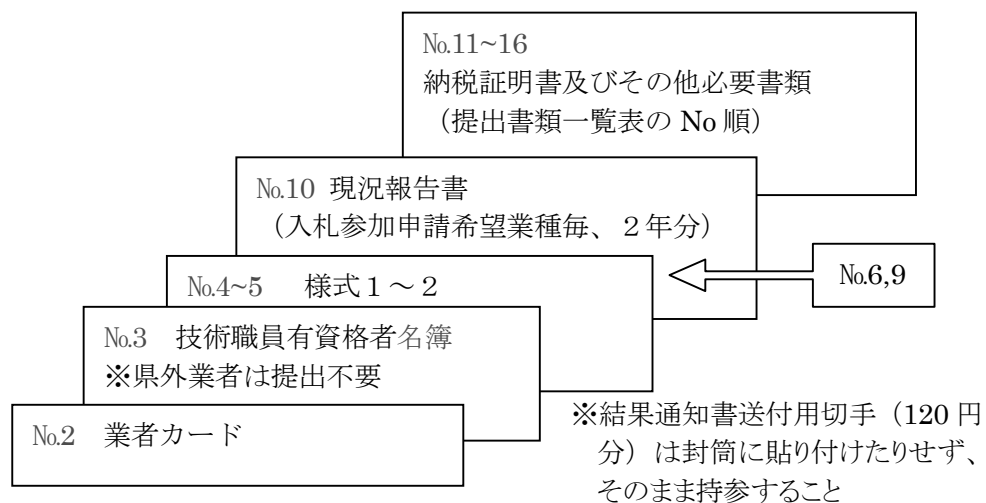 №11~16
納税証明書及びその他必要書類
（提出書類一覧表の No 順）
№10 現況報告書
（入札参加申請希望業種毎、２年分）
№4~5 様式１～２
№6,9
№3 技術職員有資格者名簿
※県外業者は提出不要
№2 業者カード
※結果通知書送付用切手（120 円
分）は封筒に貼り付けたりせず、
そのまま持参すること